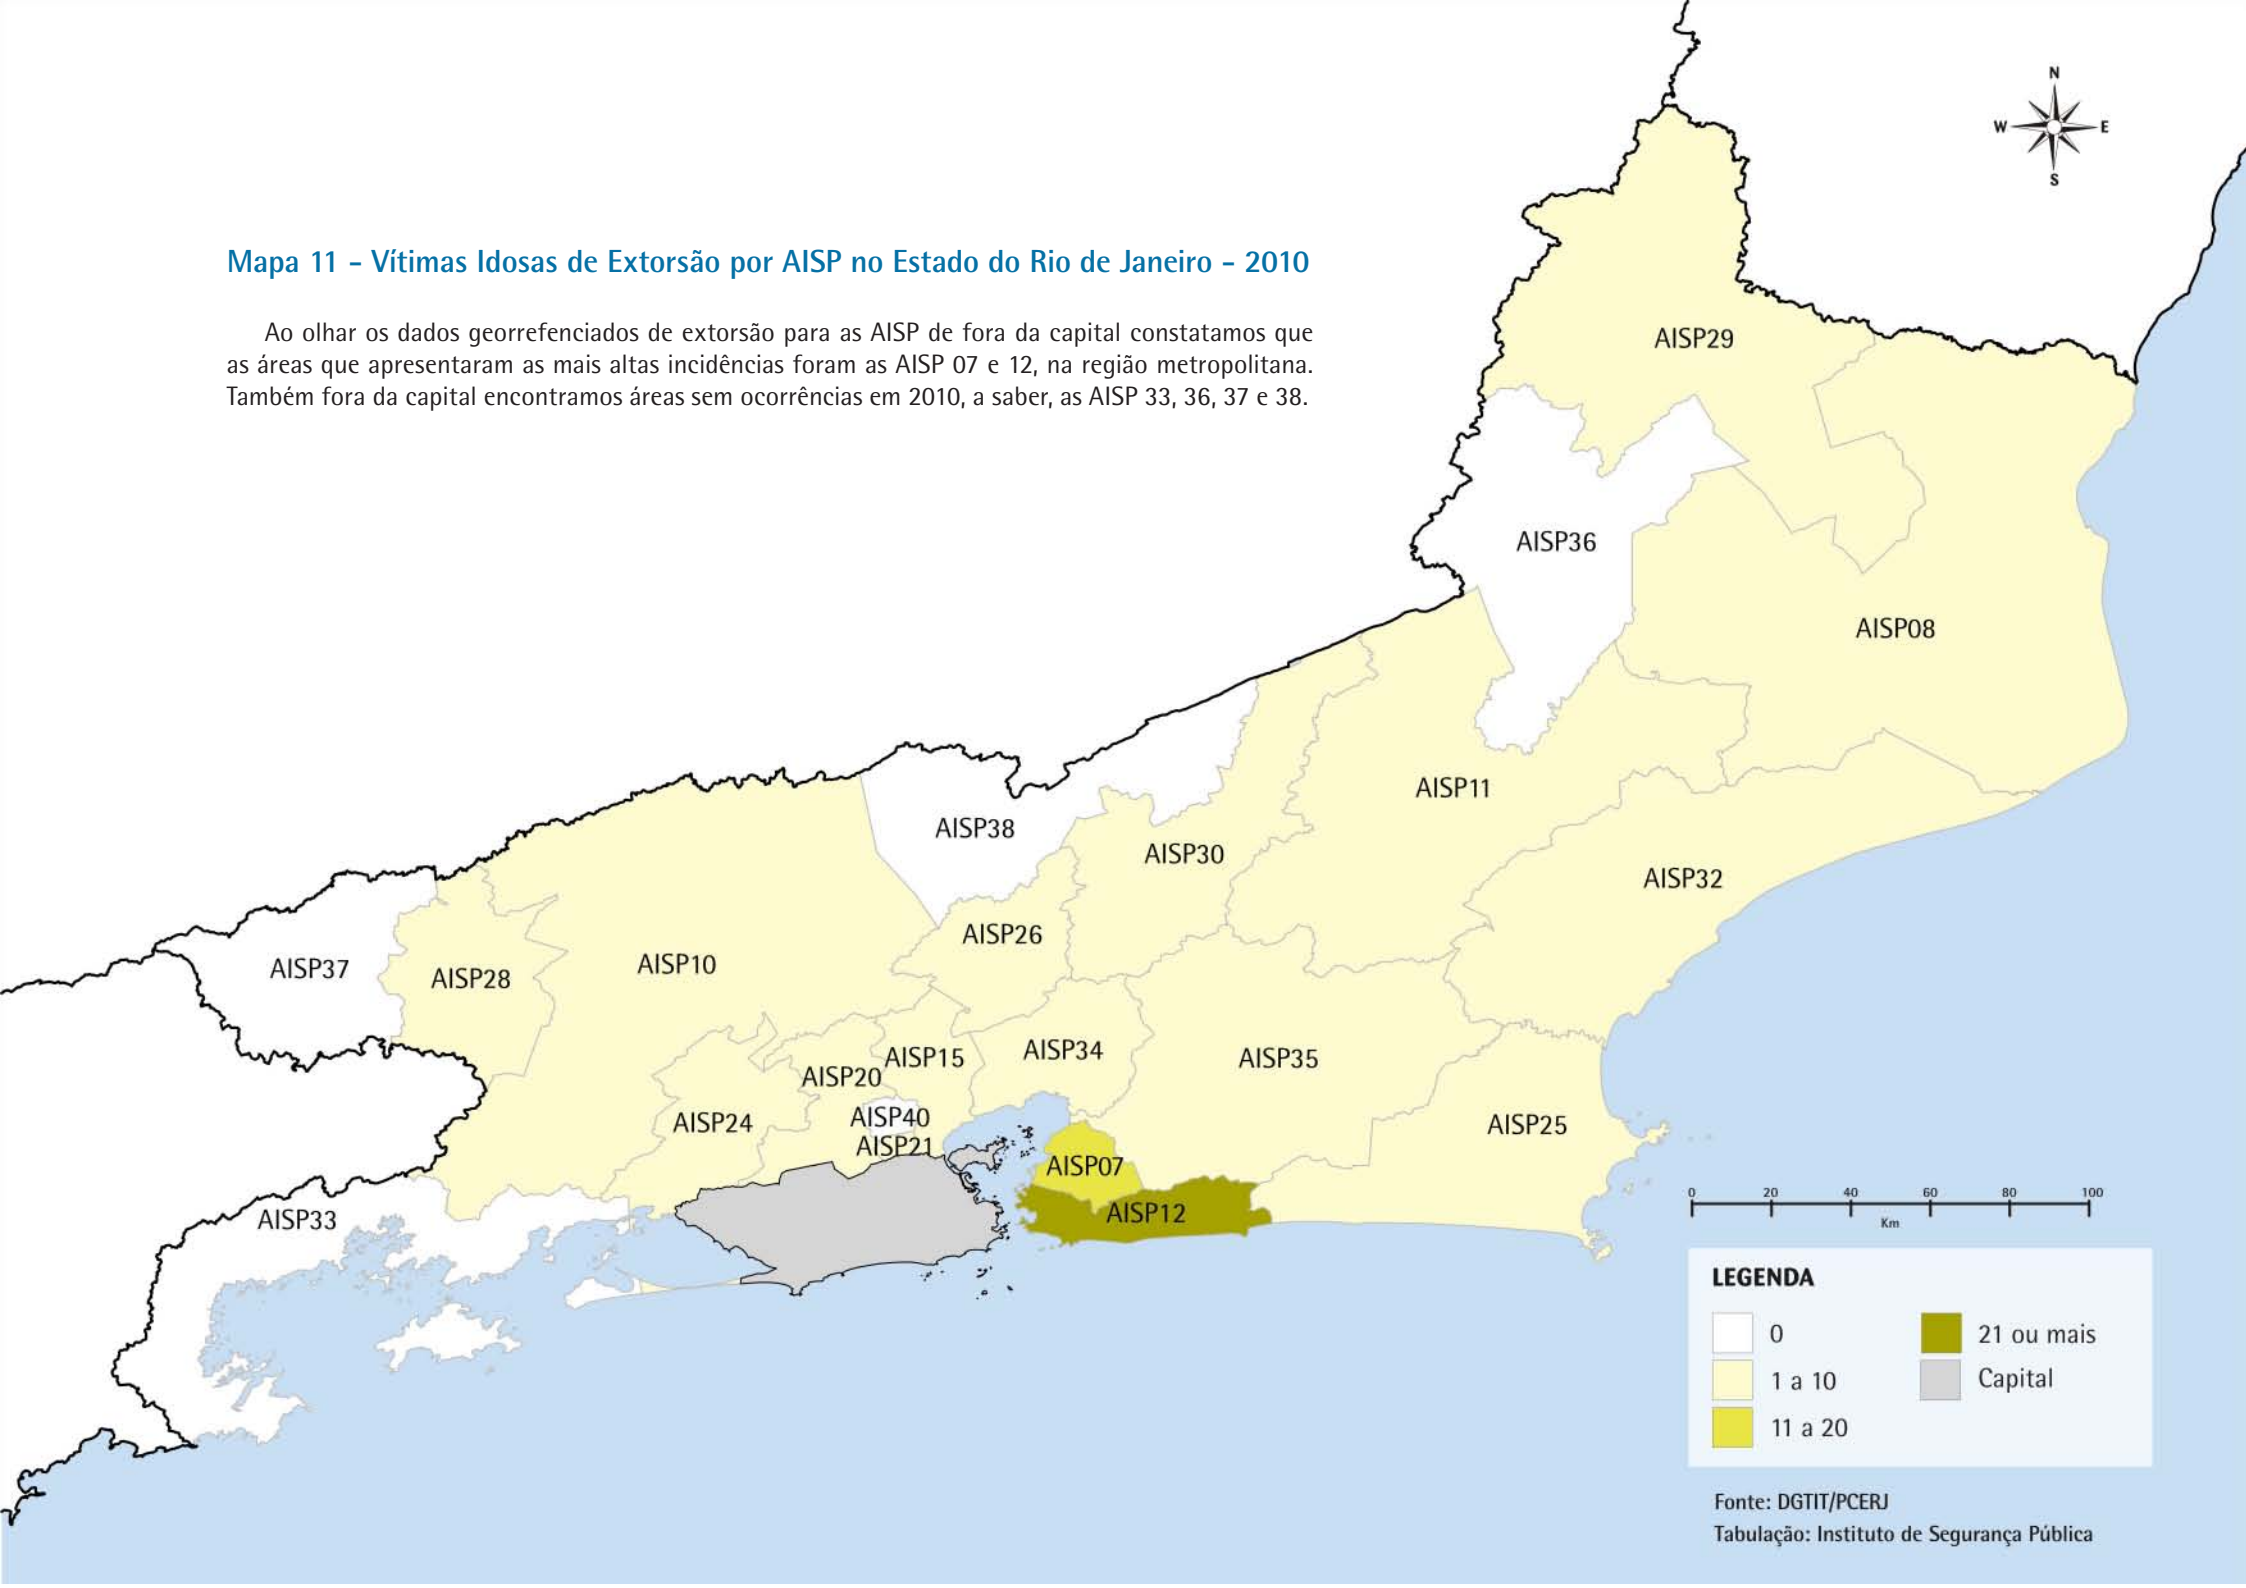 N
W E
S
Mapa 11 - Vítimas Idosas de Extorsão por AISP no Estado do Rio de Janeiro - 2010
Ao olhar os dados georrefenciados de extorsão para as AISP de fora da capital constatamos que
as áreas que apresentaram as mais altas incidências foram as AISP 07 e 12, na região metropolitana.
Também fora da capital encontramos áreas sem ocorrências em 2010, a saber, as AISP 33, 36, 37 e 38.
AISP29
AISP36
AISP08
AISP11
AISP38
AISP30
AISP32
AISP26
AISP10
AISP37
AISP28
AISP34
AISP15
AISP35
AISP20
AISP40
AISP24
AISP25
AISP21
AISP07
AISP12
AISP33
0 20 40 60 80 100
Km
LEGENDA
0
21 ou mais
1 a 10
Capital
11 a 20
Fonte: DGTIT/PCERJ
Tabulação: Instituto de Segurança Pública